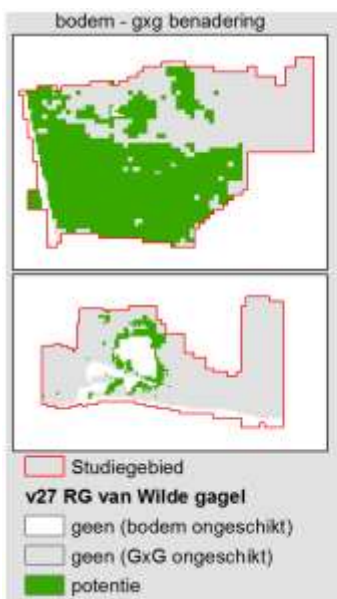 bodem - gxg benadering
Studiegebied
v27 RG van Wilde gagel
geen (bodem ongeschikt)
geen (GxG ongeschikt)
potentie